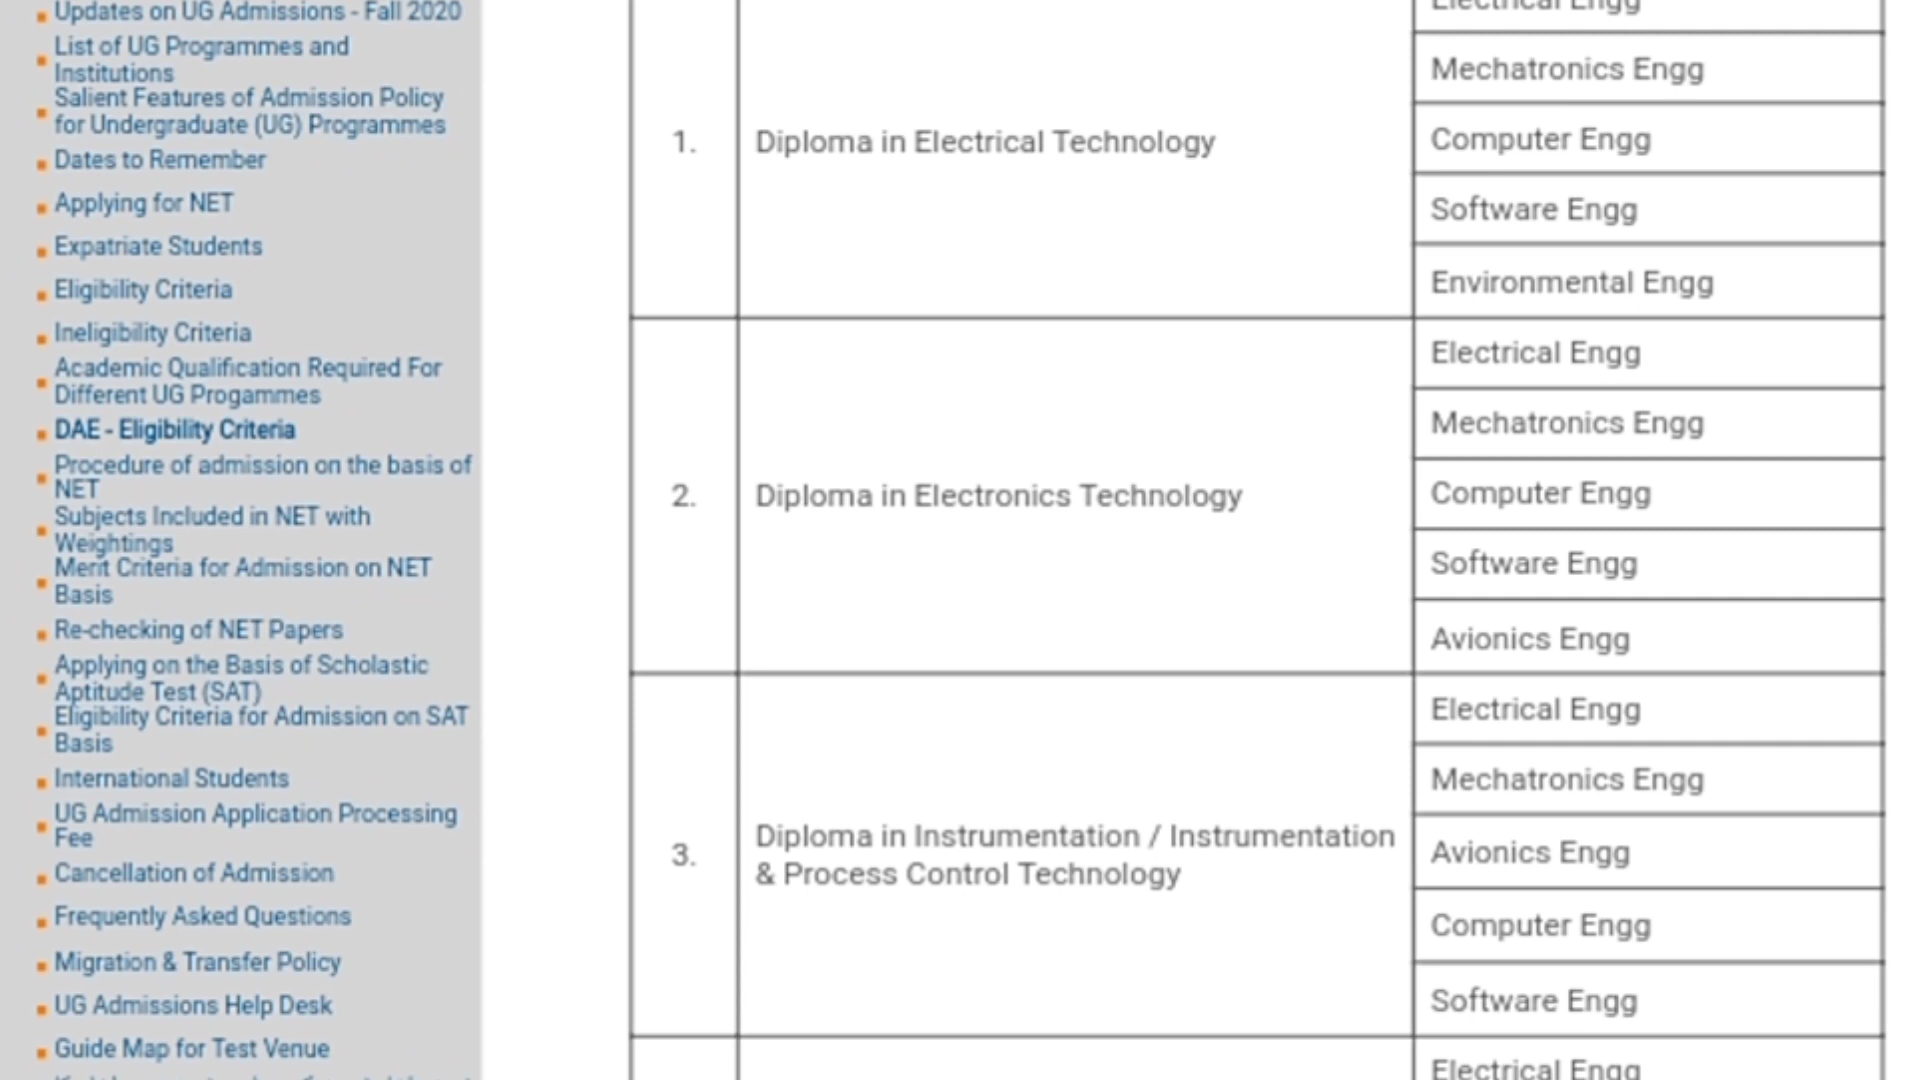 Updates on UG Admissions - Fall 2020
List of UG Programmes and
Institutions
Salient Features of Admission Policy
for Undergraduate (UG) Programmes
Dates to Remember
Applying for NET
Expatriate Students
Eligibility Criteria
Ineligibility Criteria
Academic Qualification Required For
Different UG Progammes
DAE - Eligibility Criteria
Procedure of admission on the basis of
NET
Subjects Included in NET with
Weightings
Merit Criteria for Admission on NET
Basis
Re-checking of NET Papers
Applying on the Basis of Scholastic
Aptitude Test (SAT)
Eligibility Criteria for Admission on SAT
Basis
International Students
UG Admission Application Processing
Fee
Cancellation of Admission
Frequently Asked Questions
Migration & Transfer Policy
UG Admissions Help Desk
Guide Map for Test Venue
Electrical Engg
Mechatronics Engg
1. Diploma in Electrical Technology
Computer Engg
Software Engg
Environmental Engg
Electrical Engg
Mechatronics Engg
2. Diploma in Electronics Technology
Computer Engg
Software Engg
Avionics Engg
Electrical Engg
Mechatronics Engg
3. Diploma in Instrumentation / Instrumentation
& Process Control Technology
Avionics Engg
Computer Engg
Software Engg
Electrical Engg